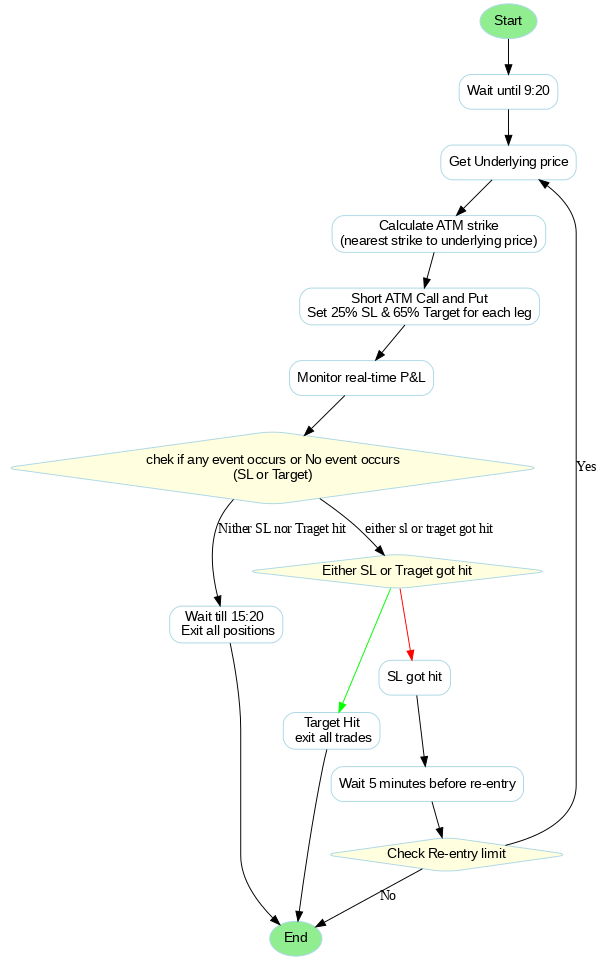 Start
Wait until 9:20
Get Underlying price
Calculate ATM strike
(nearest strike to underlying price)
Short ATM Call and Put
Set 25% SL & 65% Target for each leg
Monitor real-time P&L
chek if any event occurs or No event occurs
(SL or Target)
Yes
Nither SL nor Traget hit
either sl or traget got hit
Either SL or Traget got hit
Wait till 15:20
Exit all positions
SL got hit
Target Hit
exit all trades
Wait 5 minutes before re-entry
Check Re-entry limit
No
End